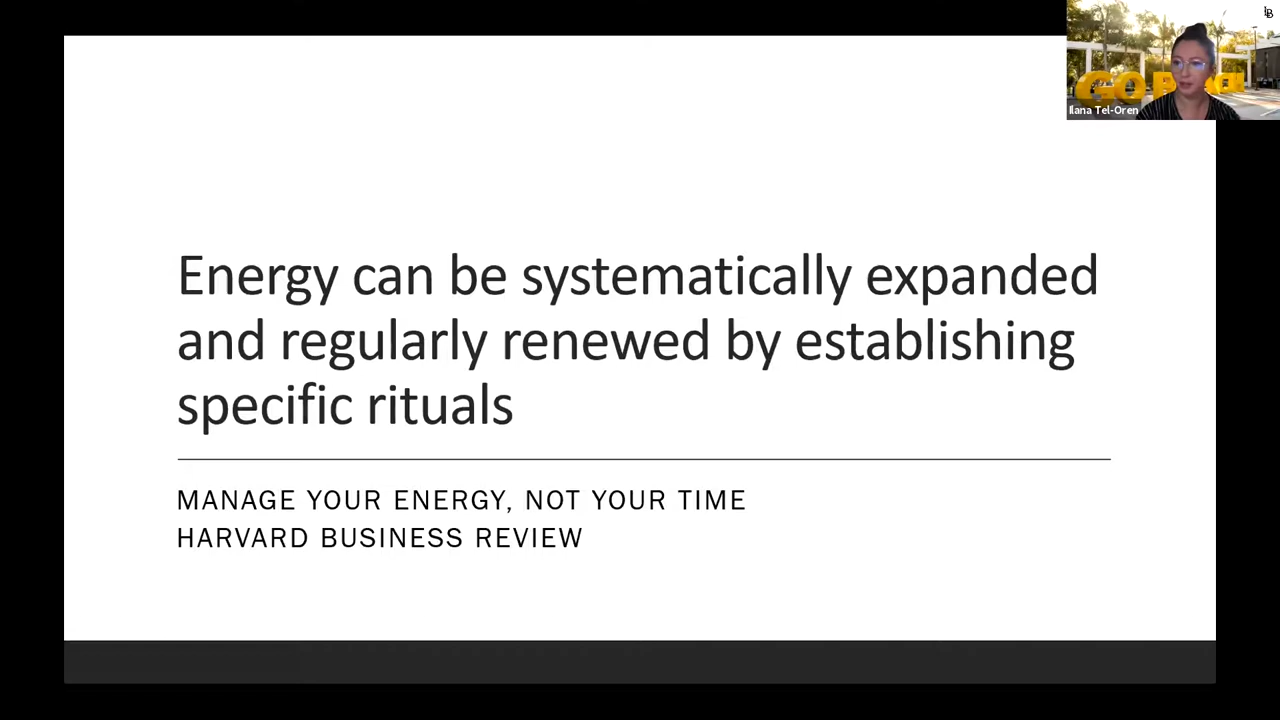 Energy can be systematically expanded
and regularly renewed by establishing
specific rituals
MANAGE YOUR ENERGY, NOT YOUR TIME
HARVARD BUSINESS REVIEW
GO
Ilana Tel-Oren